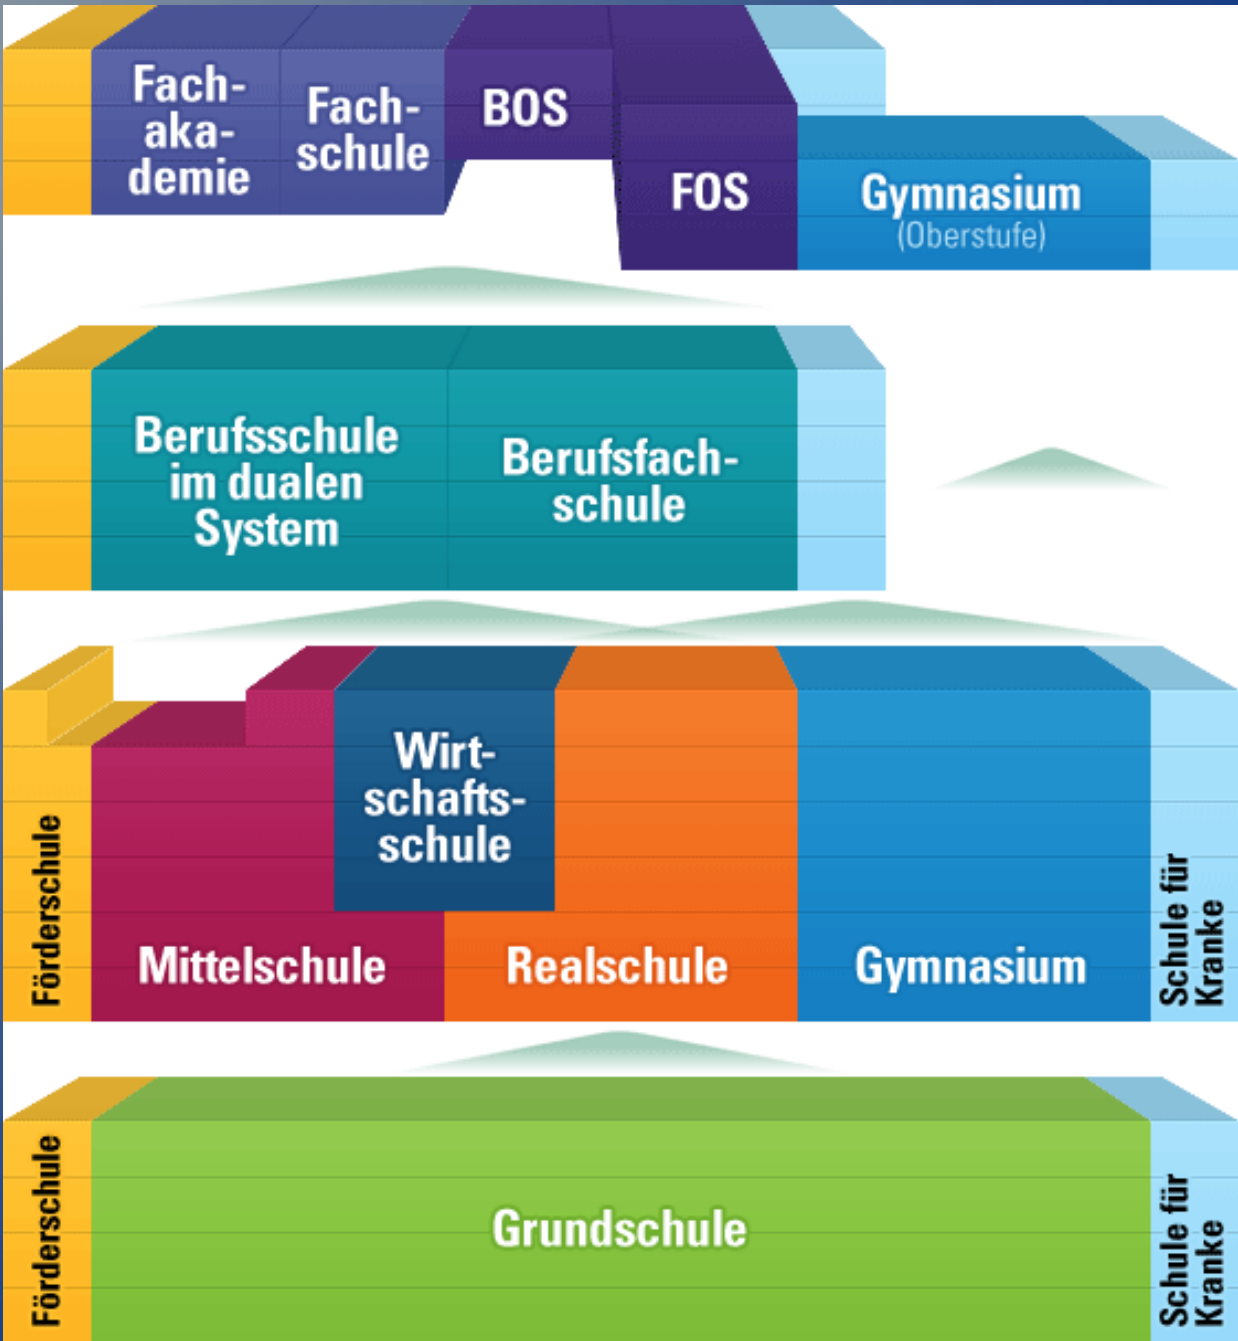 Fach-
aka-
demie
Fach-
schule
BOS
FOS
Gymnasium
(Oberstufe)
Berufsschule
im dualen
System
Berufsfach-
schule
Förderschule
Mittelschule
Wirt-
schafts-
schule
Realschule
Gymnasium
Schule für
Kranke
Förderschule
Grundschule
Schule für
Kranke